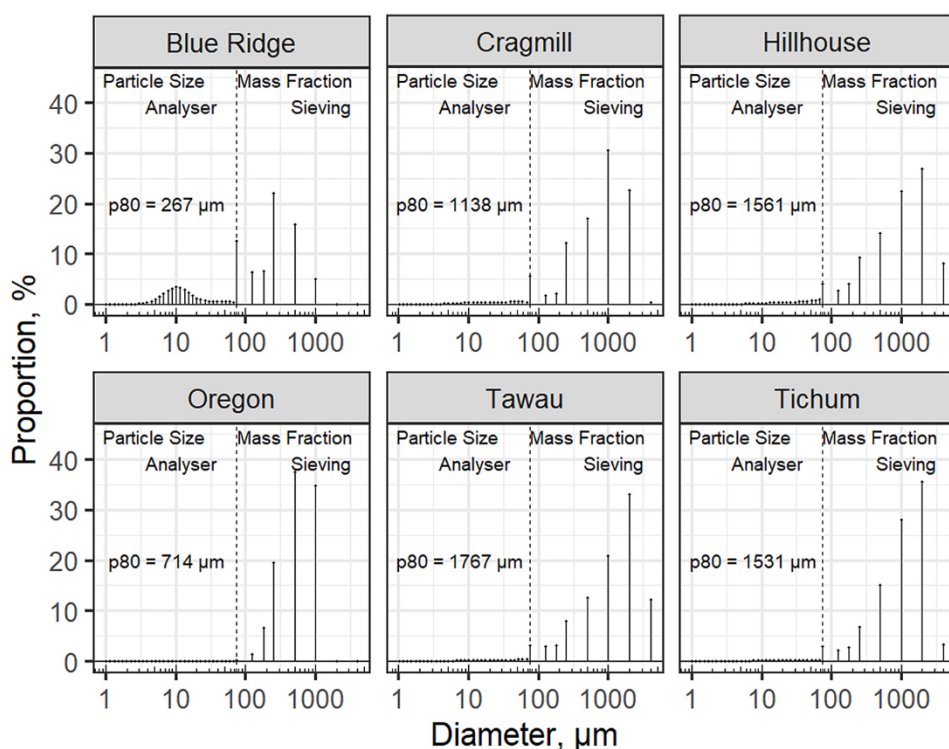 Blue Ridge Cragmill Hillhouse
Particle Size Mass Fraction Particle Size Mass Fraction Particle Size Mass Fraction
40 Analyser Sieving Analyser Sieving Analyser Sieving
30
20 p80 = 267 µm p80 = 1138 µm p80 = 1561 µm
10
0
1 10 100 1000 1 10 100 1000 1 10 100 1000
Proportion, %
Oregon Tawau Tichum
Particle Size Mass Fraction Particle Size Mass Fraction Particle Size Mass Fraction
40 Analyser Sieving Analyser Sieving Analyser Sieving
30
20 p80 = 714 µm p80 = 1767 µm p80 = 1531 µm
10
0
1 10 100 1000 1 10 100 1000 1 10 100 1000
Diameter, µm